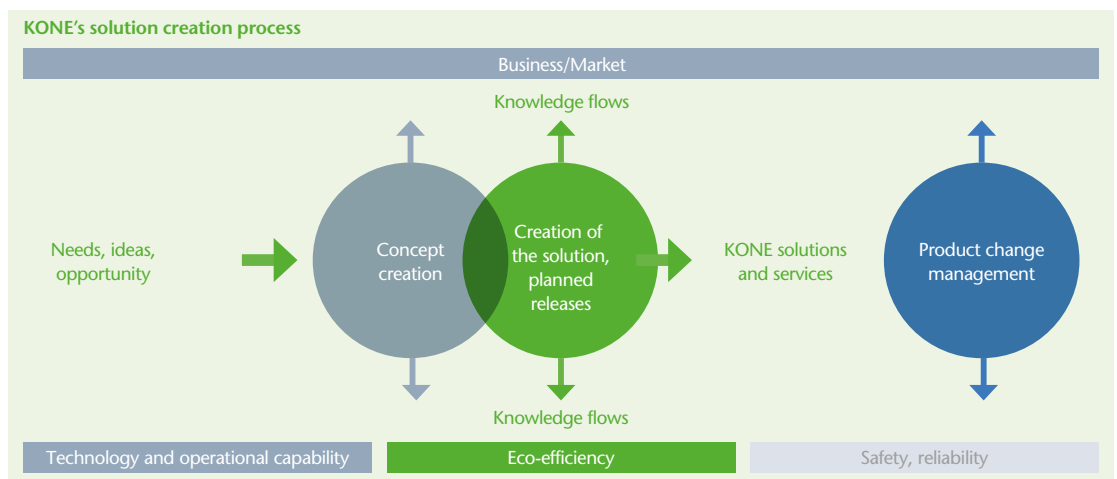 KONE's solution creation process
Business/Market
Knowledge flows
Needs, ideas,
opportunity
Concept
creation
Creation of
the solution,
planned
releases
KONE solutions
and services
Product change
management
Knowledge flows
Technology and operational capability
Eco-efficiency
Safety, reliability